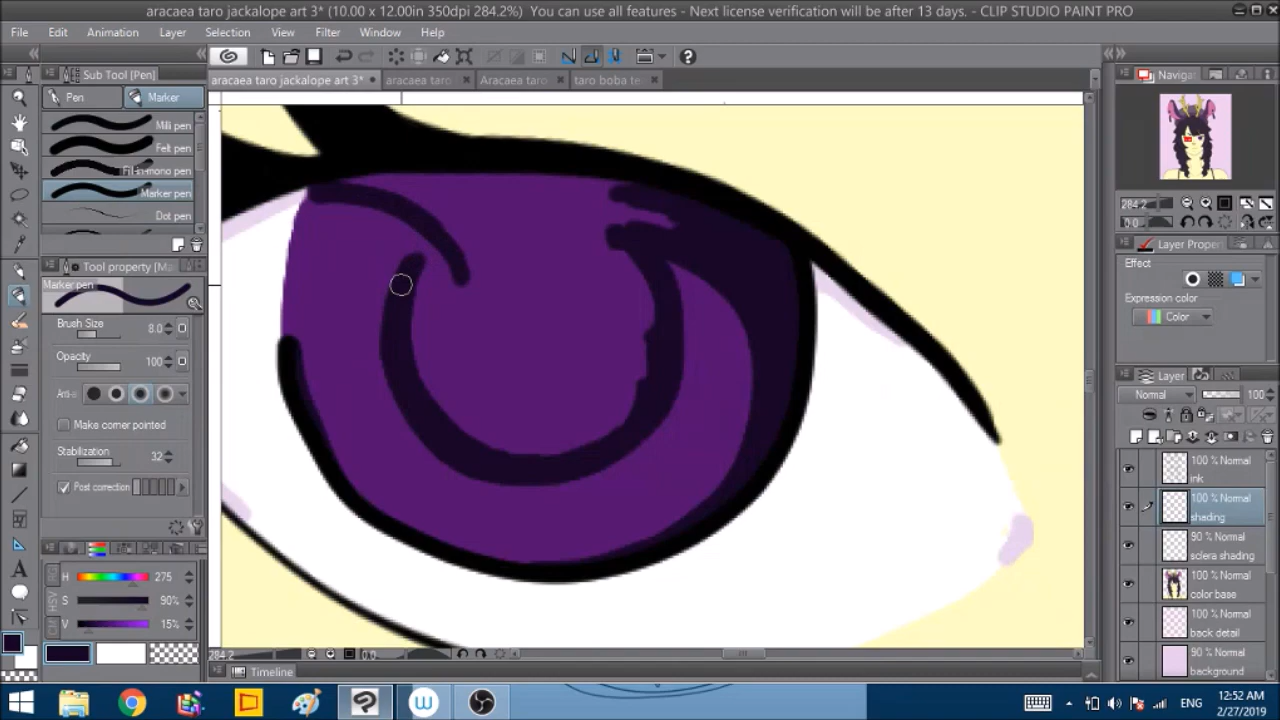 aracaea taro jackalope art 3* (10.00 x 12.00in 350dpi 284.2%)  You can use all features - Next license verification will be after 13 days. - CLIP STUDIO PAINT PRO
File Edit Animation Layer Selection View Filter Window Help
Sub Tool [Pen]
aracaea taro jackalope art 3*
aracaea taro
Aracaea taro
taro boba te
Navigar
Pen
Marker
Milli pen
Felt pen
Fill-in-mono pen
Marker pen
Dot pen
Tool property [Ma
Marker pen
Brush Size 8.0
Opacity 100
Anti-a
Make corner pointed
Stabilization 32
Post correction
H 275
S 90%
V 15%
284.2
0.0
Timeline
284.2
0.0
Layer Proper
Effect
Expression color
Color
Layer
Normal 100
100 % Normal
ink
100 % Normal
shading
90 % Normal
sclera shading
100 % Normal
color base
100 % Normal
back detail
90 % Normal
background
ENG
12:52 AM
2/27/2019